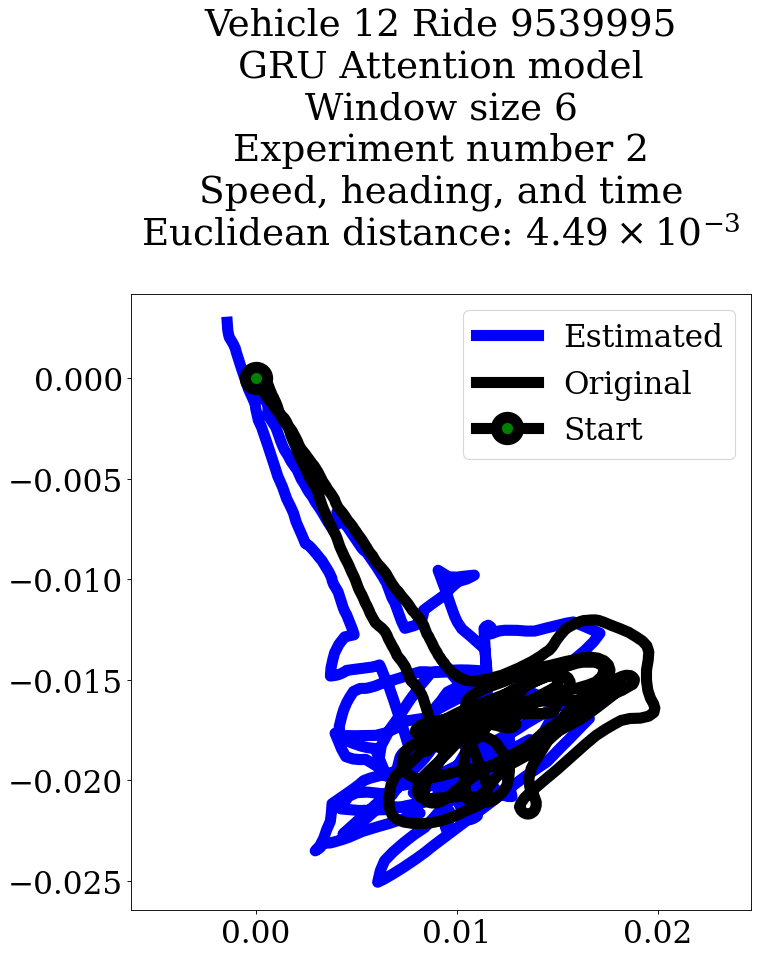 Vehicle 12 Ride 9539995
GRU Attention model
Window size 6
Experiment number 2
Speed, heading, and time
Euclidean distance: 4.49 × 10⁻³
Estimated
Original
Start
0.000
−0.005
−0.010
−0.015
−0.020
−0.025
0.00
0.01
0.02